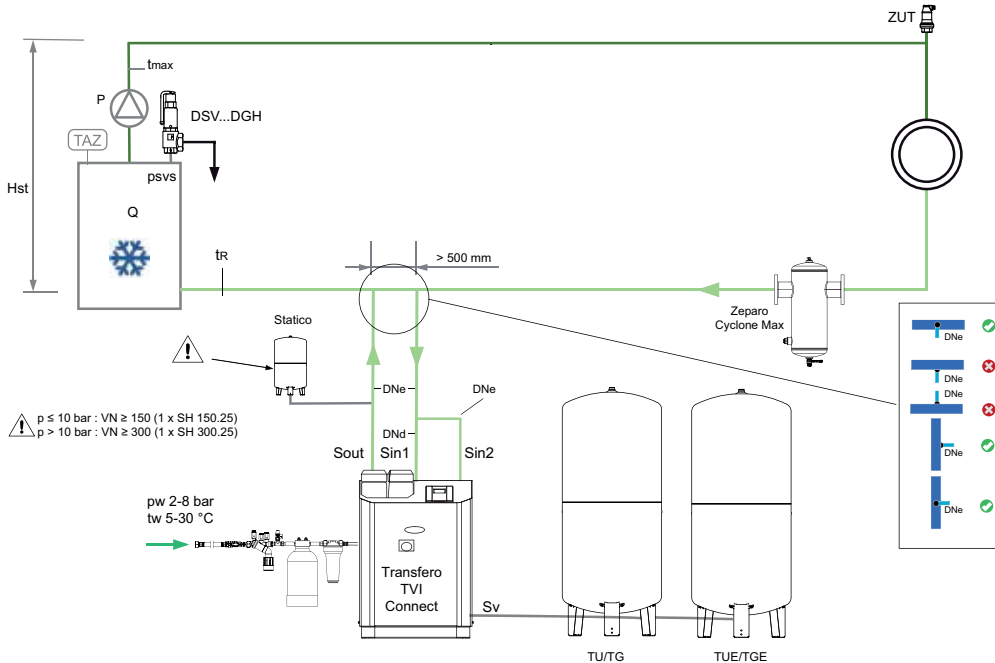 ZUT
tmax
P
DSV...DGH
TAZ
psvs
Hst
Q
tR
> 500 mm
Zeparo
Cyclone Max
Statico
DNe
DNe
DNe
DNe
DNe
DNe
DNe
p ≤ 10 bar : VN ≥ 150 (1 x SH 150.25)
p > 10 bar : VN ≥ 300 (1 x SH 300.25)
DNd
Sout Sin1 Sin2
pw 2-8 bar
tw 5-30 °C
Transfero
TVI
Connect
Sv
TU/TG
TUE/TGE